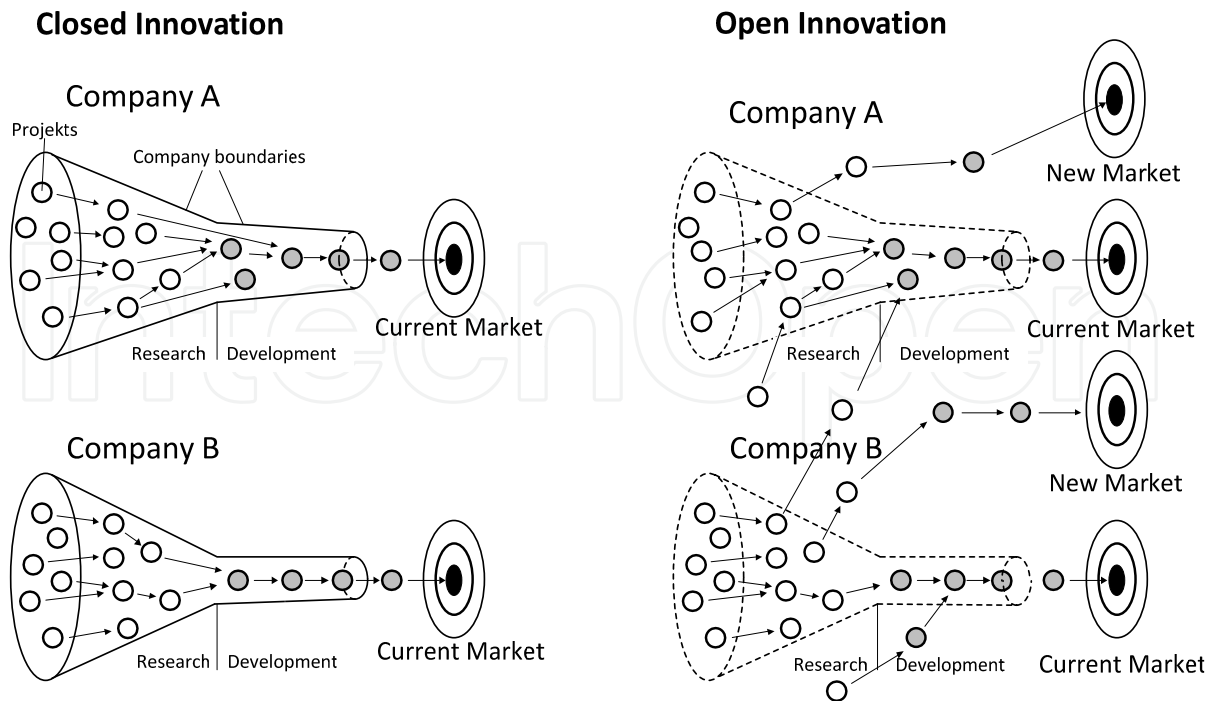 Closed Innovation
Company A
Projekts
Company boundaries
Current Market
Research
Development
Company B
Current Market
Research
Development
Open Innovation
Company A
New Market
Current Market
Research
Development
Company B
New Market
Research
Development
Current Market
IntechOpen